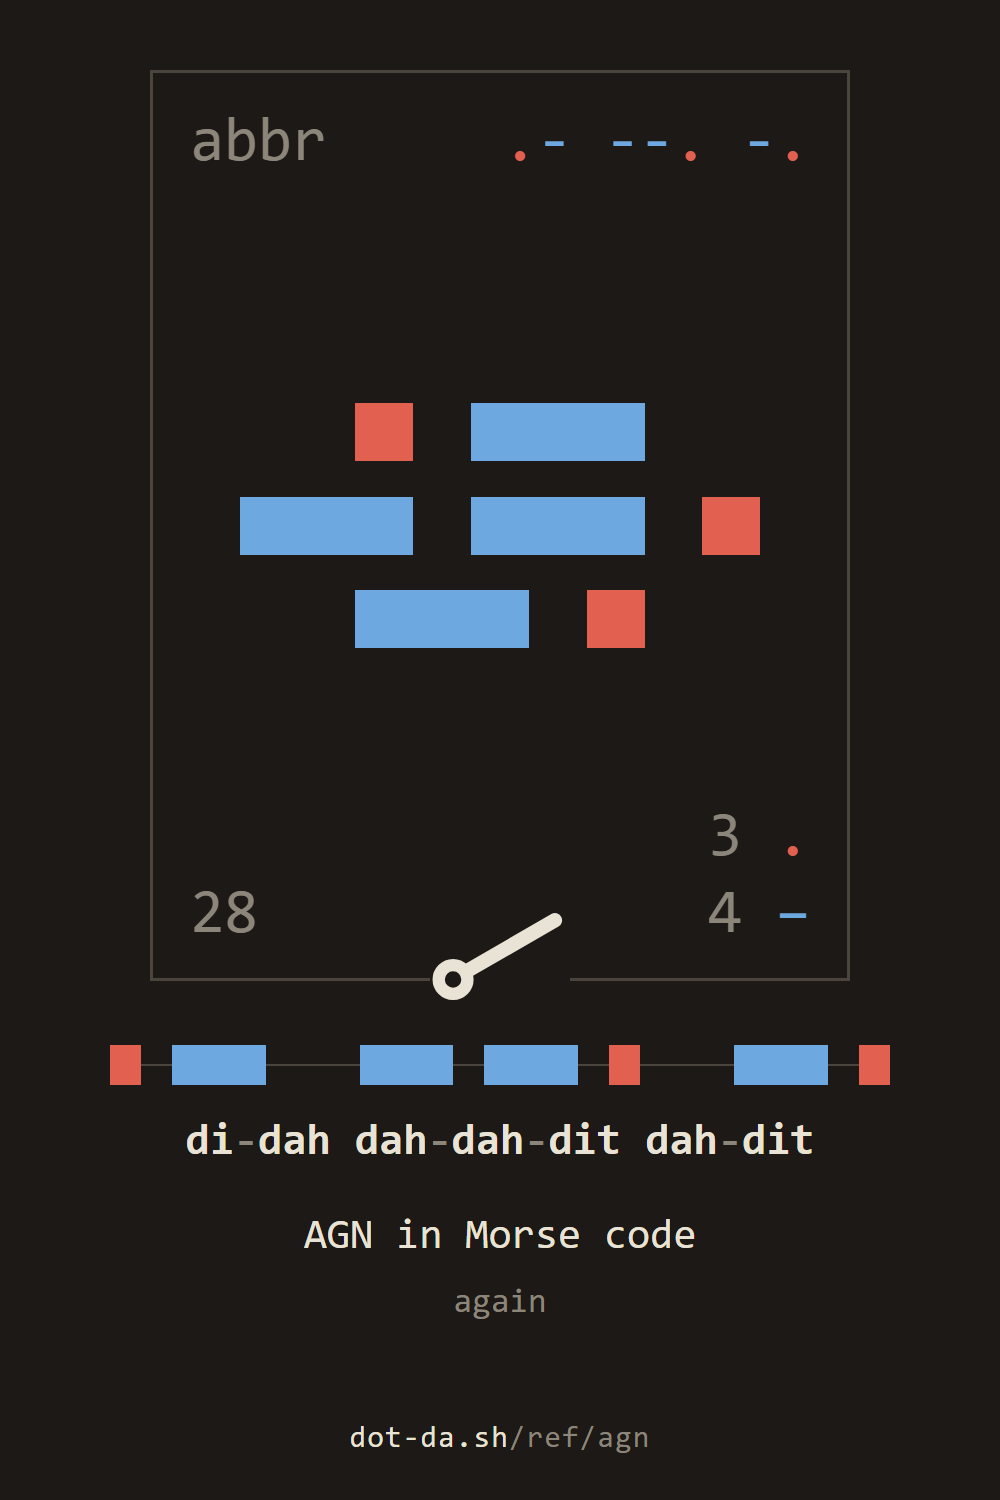 abbr .- --. -.
3 .
28 4 -
di-dah dah-dah-dit dah-dit
AGN in Morse code
again
dot-da.sh/ref/agn